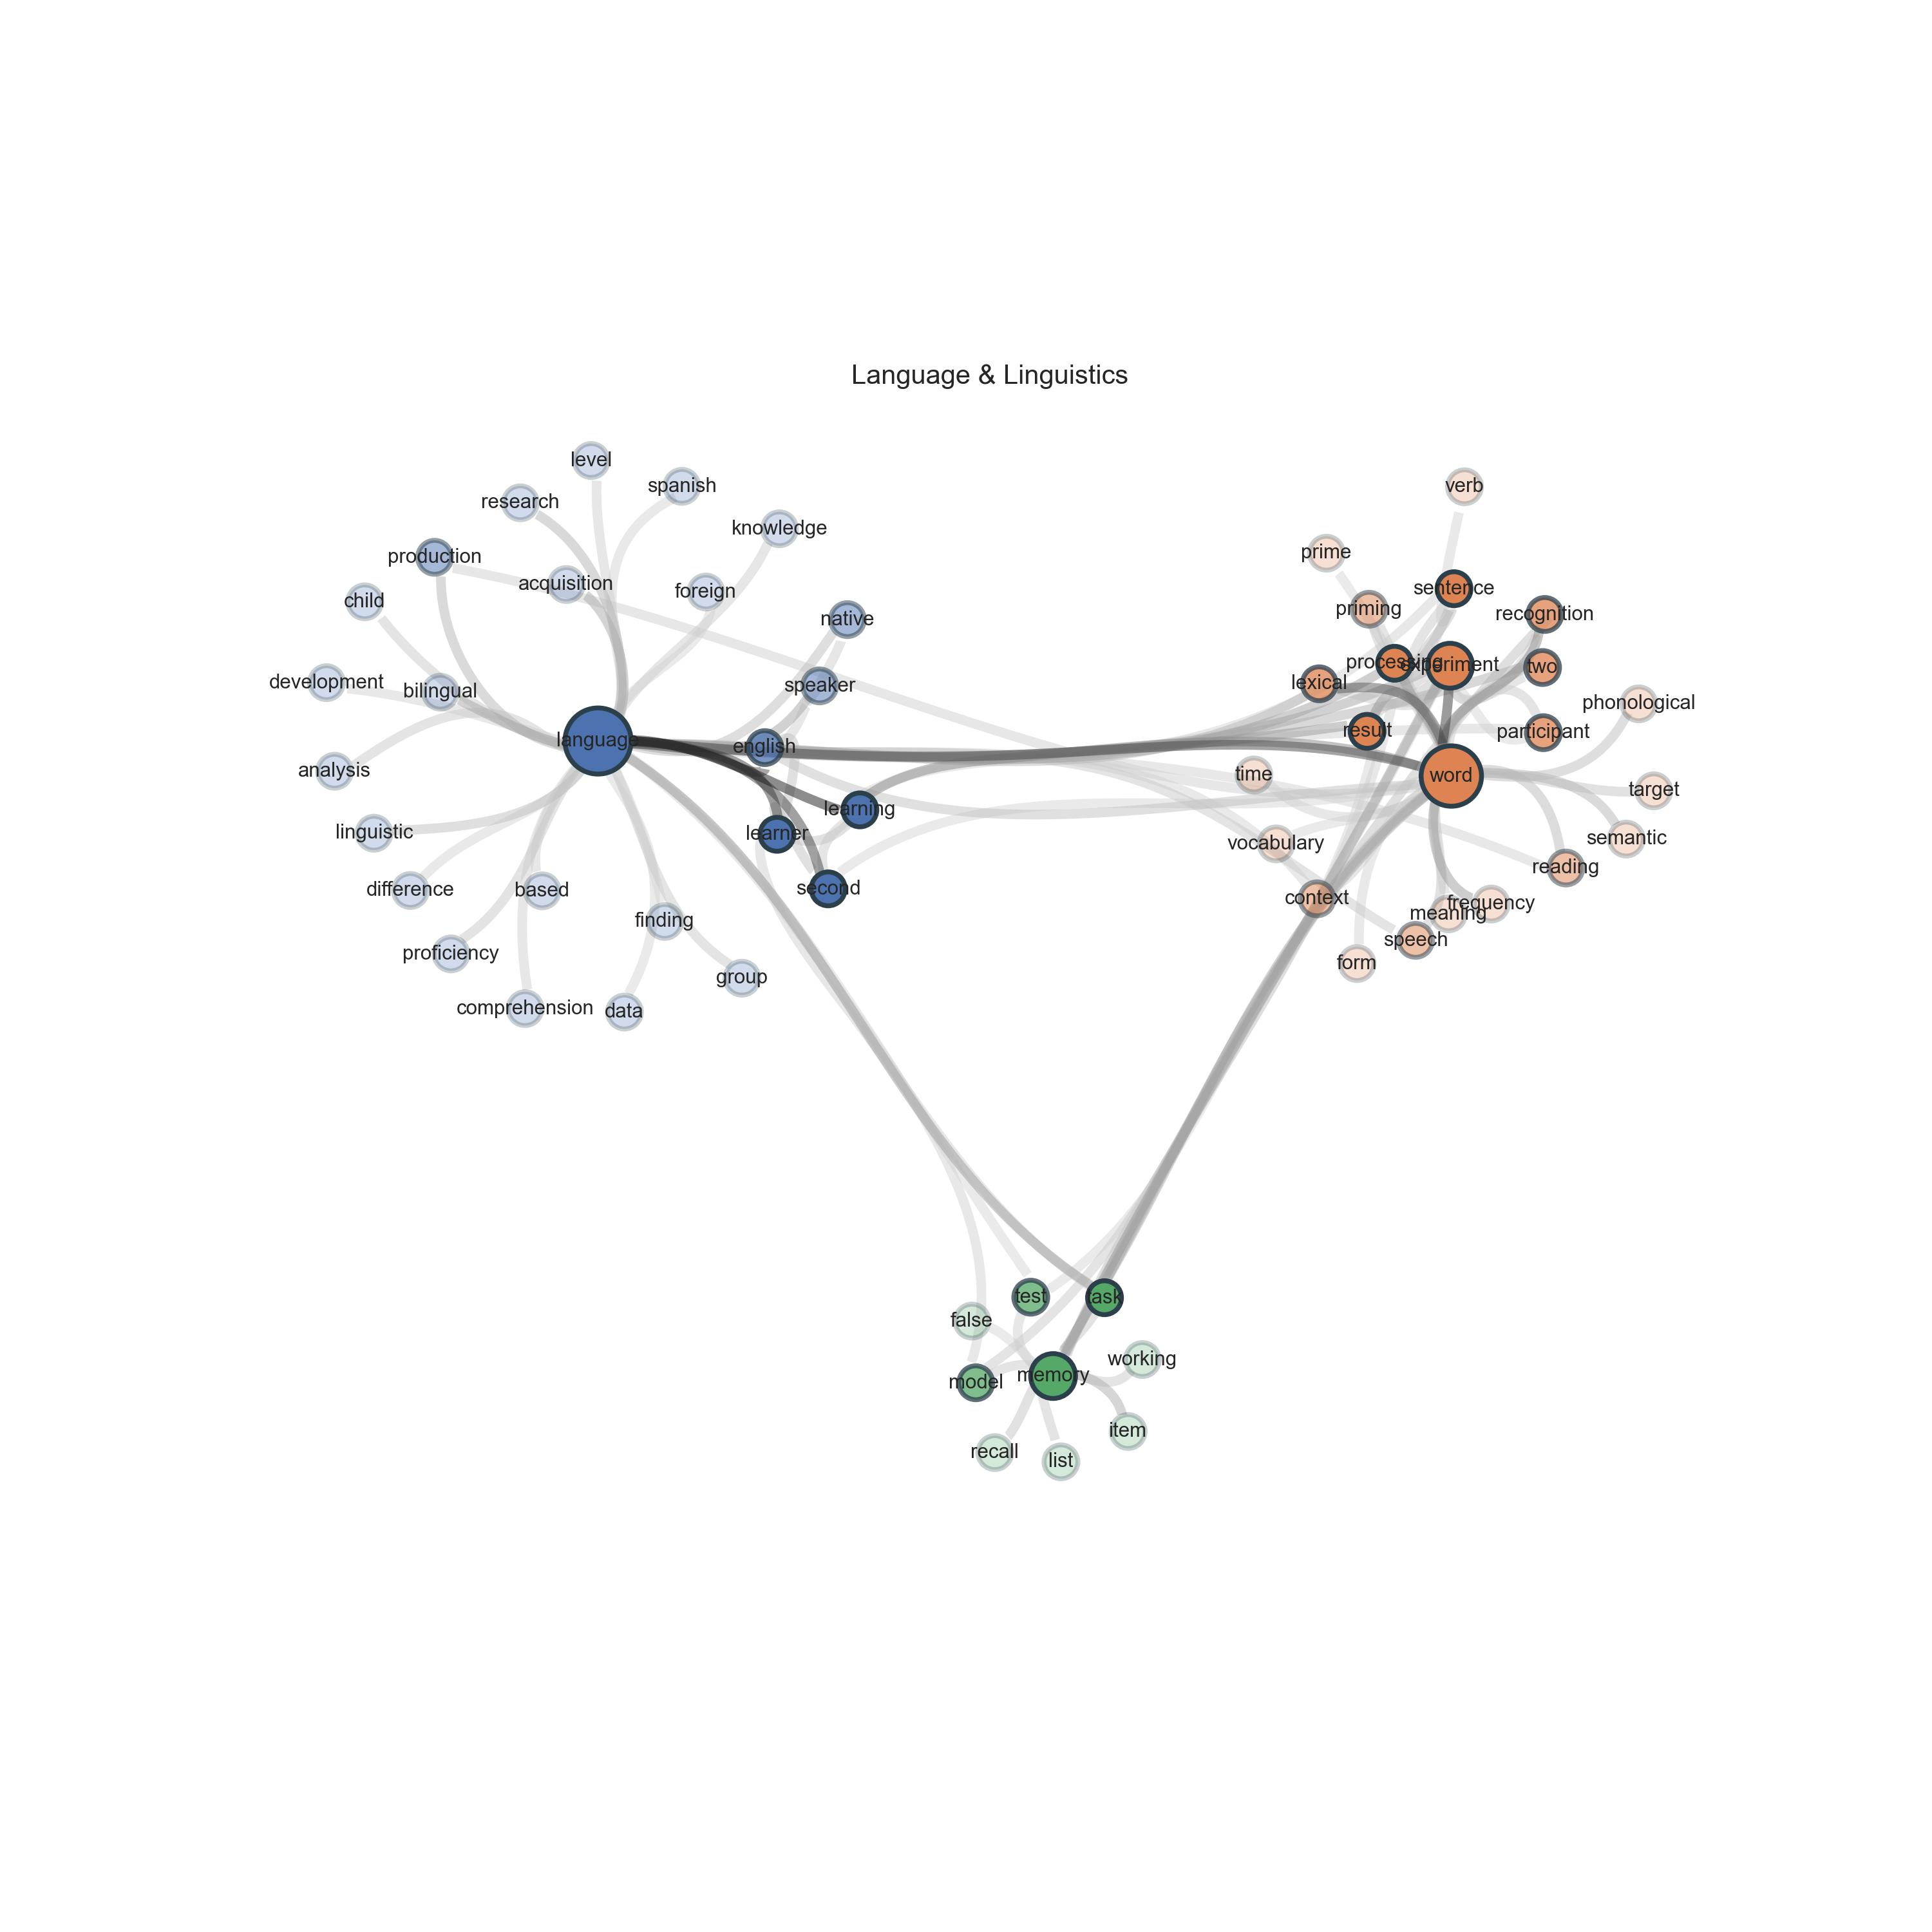 Language & Linguistics
level
spanish
research
knowledge
production
acquisition
foreign
child
native
development
bilingual
speaker
language
english
analysis
learning
linguistic
learner
difference
based
second
finding
proficiency
group
comprehension
data
verb
prime
sentence
priming
recognition
processing
experiment
two
lexical
phonological
result
participant
time
word
target
vocabulary
semantic
reading
context
frequency
meaning
speech
form
test
task
false
working
memory
model
item
recall
list